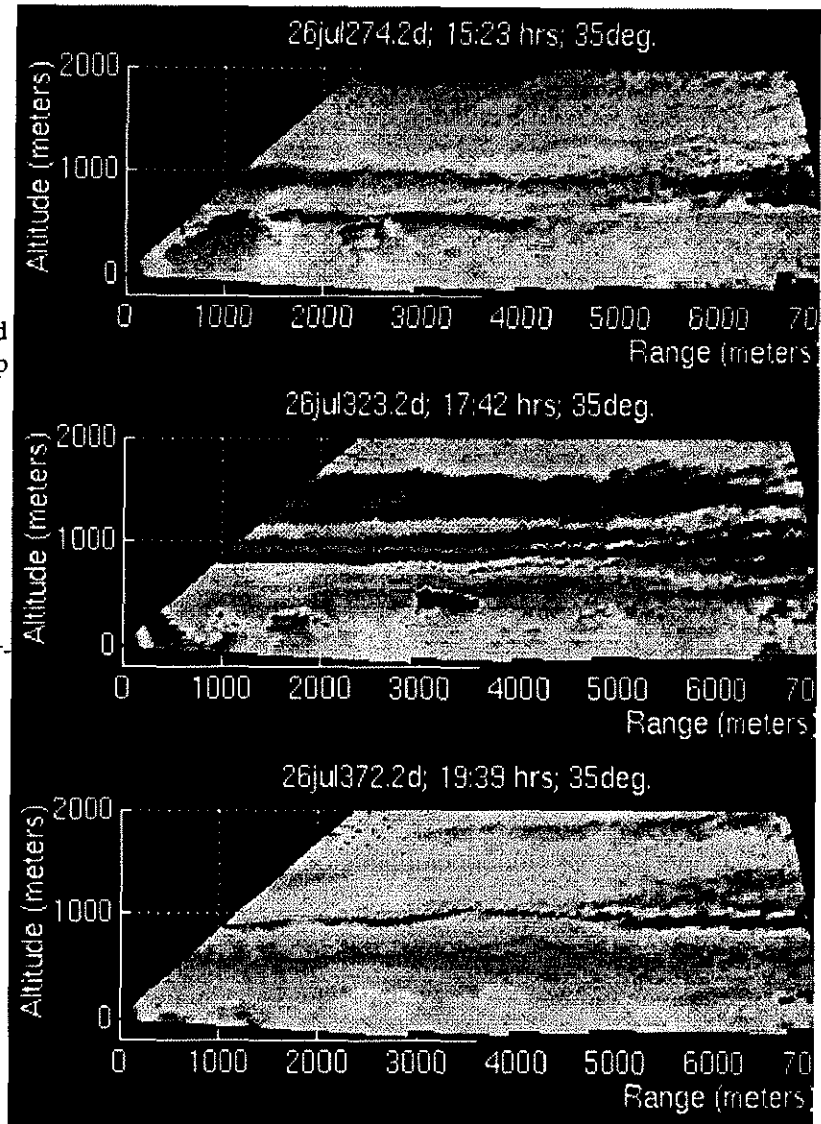 26jul274.2d; 15:23 hrs; 35deg.
Altitude (meters)
2000
1000
0
0 1000 2000 3000 4000 5000 6000 70
Range (meters)
d
p
26jul323.2d; 17:42 hrs; 35deg.
Altitude (meters)
2000
1000
0
0 1000 2000 3000 4000 5000 6000 70
Range (meters)
26jul372.2d; 19:39 hrs; 35deg.
Altitude (meters)
2000
1000
0
0 1000 2000 3000 4000 5000 6000 70
Range (meters)